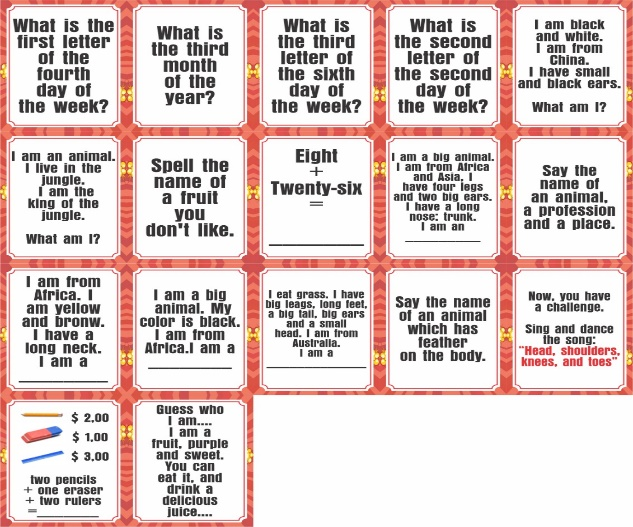 What is the
first letter
of the
fourth
day of
the week?
What is
the third
month
of the
year?
What is
the third
letter of
the sixth
day of
the week?
What is
the second
letter of
the second
day of
the week?
I am black
and white.
I am from
China.
I have small
and black ears.
What am I?
I am an animal.
I live in the
jungle.
I am the
king of the
jungle.
What am I?
Spell the
name of
a fruit
you
don't like.
Eight
+
Twenty-six
=
____________
I am a big animal.
I am from Africa
and Asia, I
have four legs
and two big ears.
I have a long
nose: trunk.
I am an
____________
Say the
name of
an animal,
a profession
and a place.
I am from
Africa. I
am yellow
and bronw.
I have a
long neck.
I am a
____________
I am a big
animal. My
color is black.
I am from
Africa.I am a
____________
I eat grass. I have
big leags, long feet,
a big tail, big ears
and a small
head. I am from
Australia.
I am a
____________
Say the name
of an animal
which has
feather
on the body.
Now, you have
a challenge.
Sing and dance
the song:
"Head, shoulders,
knees, and toes"
$ 2,00
$ 1,00
$ 3,00
two pencils
+ one eraser
+ two rulers
=__________
Guess who
I am....
I am a
fruit, purple
and sweet.
You can
eat it, and
drink a
delicious
juice....